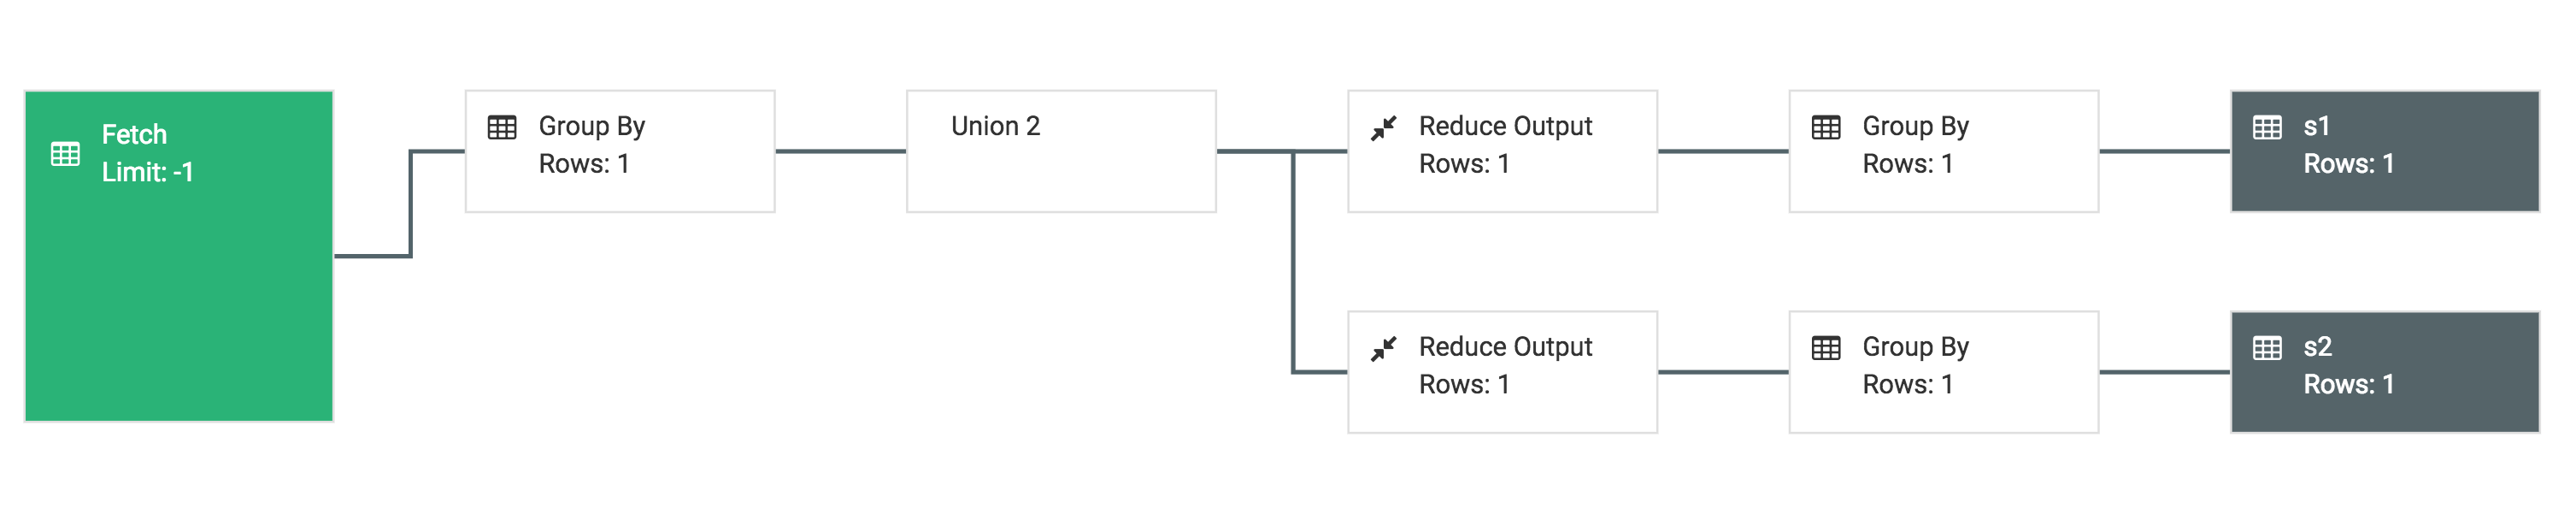 Fetch
Limit: -1
Group By
Rows: 1
Union 2
Reduce Output
Rows: 1
Group By
Rows: 1
s1
Rows: 1
Reduce Output
Rows: 1
Group By
Rows: 1
s2
Rows: 1